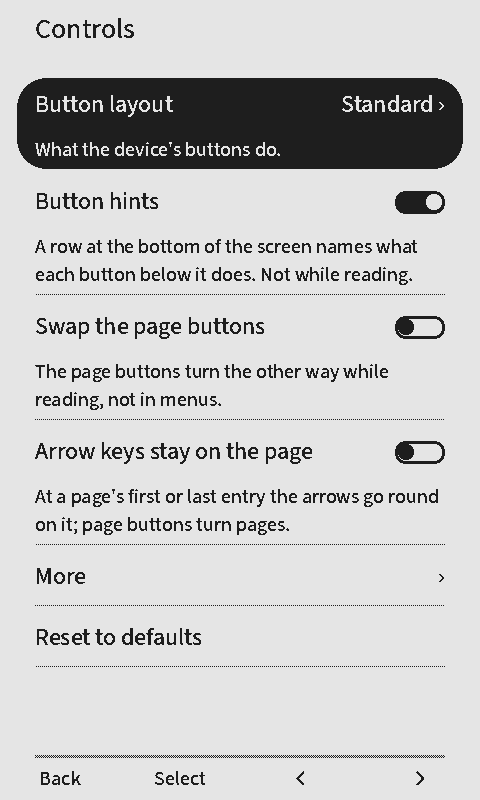 Controls
Button layout Standard ›
What the device's buttons do.
Button hints
A row at the bottom of the screen names what
each button below it does. Not while reading.
Swap the page buttons
The page buttons turn the other way while
reading, not in menus.
Arrow keys stay on the page
At a page's first or last entry the arrows go round
on it; page buttons turn pages.
More ›
Reset to defaults
Back Select ‹ ›